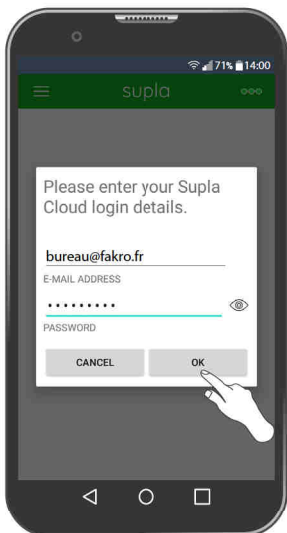 71% 14:00
supla
Please enter your Supla
Cloud login details.
bureau@fakro.fr
E-MAIL ADDRESS
•••••••••
PASSWORD
CANCEL OK